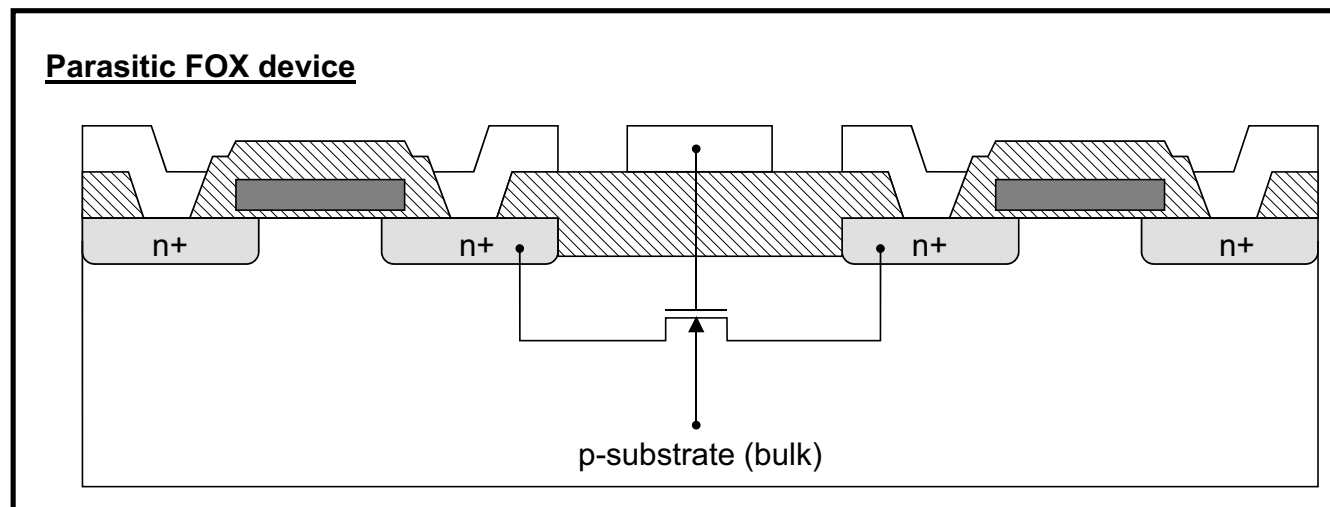 Parasitic FOX device
n+ n+ n+ n+
p-substrate (bulk)